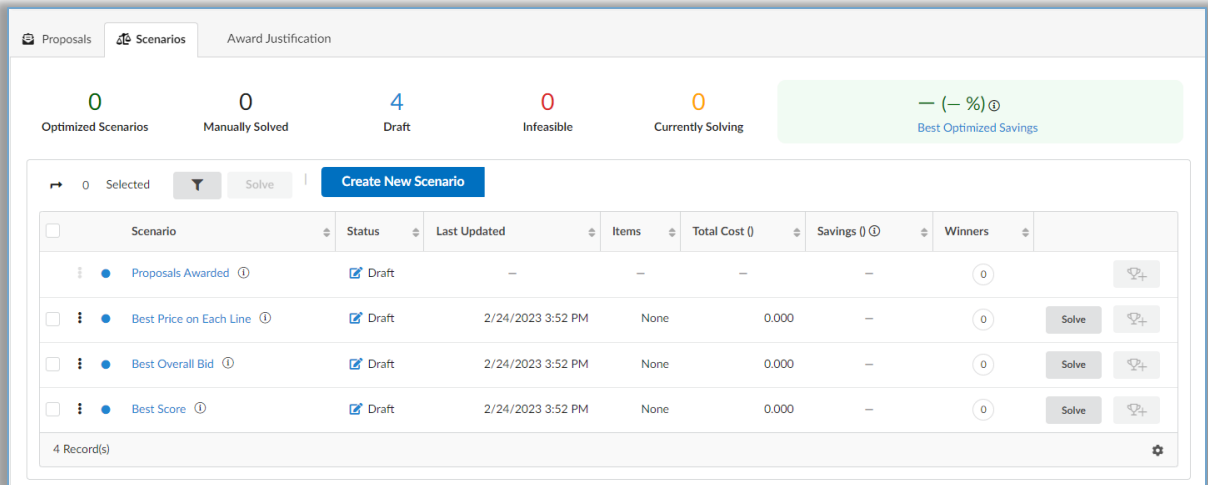 Proposals Scenarios Award Justification
0 0 4 0 0 — (— %)
Optimized Scenarios Manually Solved Draft Infeasible Currently Solving Best Optimized Savings
0 Selected Solve Create New Scenario
Scenario Status Last Updated Items Total Cost () Savings () Winners
Proposals Awarded Draft — — — — 0
Best Price on Each Line Draft 2/24/2023 3:52 PM None 0.000 — 0 Solve
Best Overall Bid Draft 2/24/2023 3:52 PM None 0.000 — 0 Solve
Best Score Draft 2/24/2023 3:52 PM None 0.000 — 0 Solve
4 Record(s)